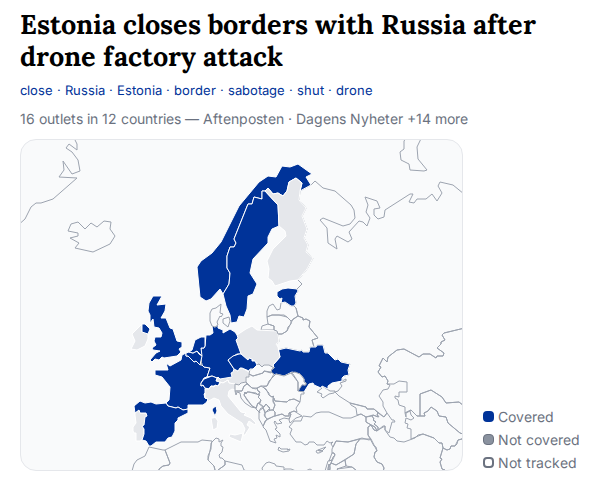 Estonia closes borders with Russia after
drone factory attack
close · Russia · Estonia · border · sabotage · shut · drone
16 outlets in 12 countries — Aftenposten · Dagens Nyheter +14 more
Covered
Not covered
Not tracked